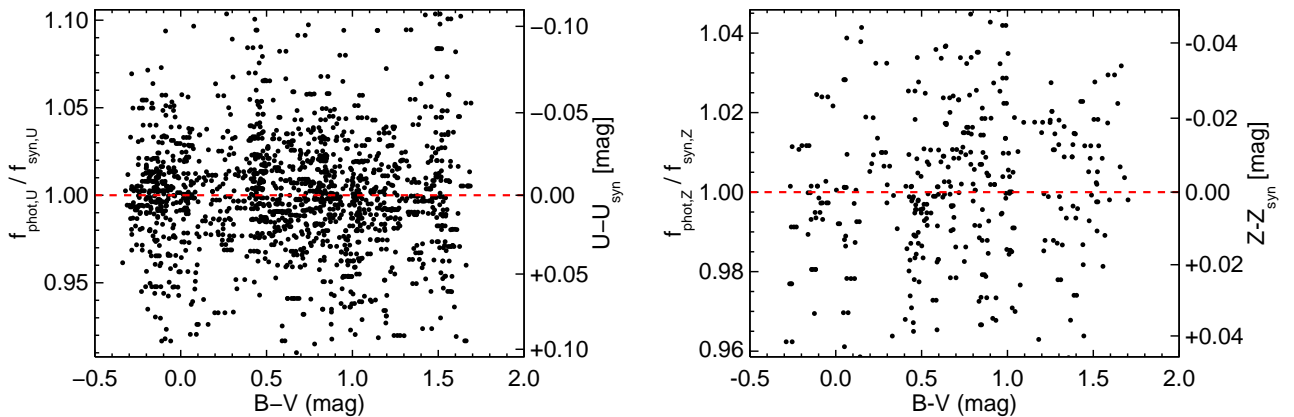 1.10
1.05
1.00
0.95
f_phot,U / f_syn,U
−0.10
−0.05
0.00
+0.05
+0.10
U−U_syn [mag]
−0.5 0.0 0.5 1.0 1.5 2.0
B−V (mag)
1.04
1.02
1.00
0.98
0.96
f_phot,Z / f_syn,Z
-0.04
-0.02
0.00
+0.02
+0.04
Z-Z_syn [mag]
-0.5 0.0 0.5 1.0 1.5 2.0
B-V (mag)